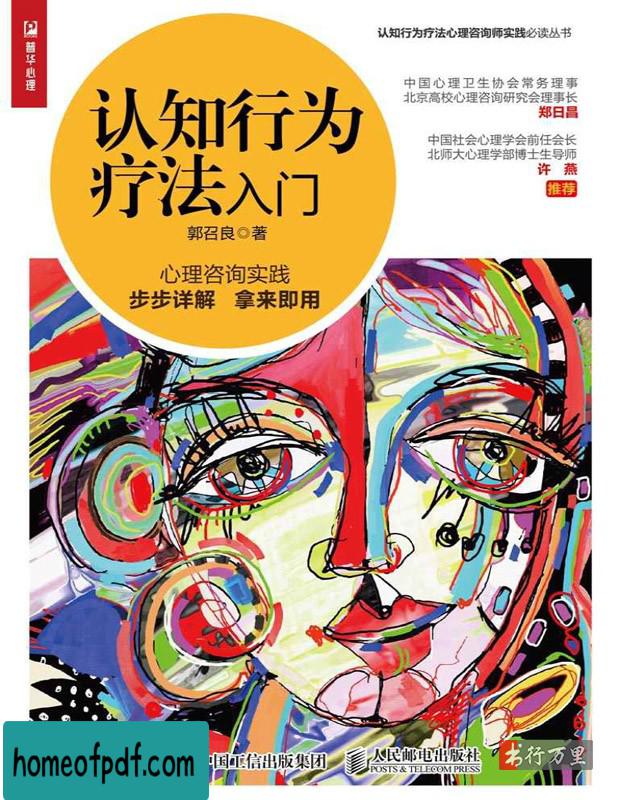 普华心理
认知行为疗法心理咨询师实践必读丛书
中国心理卫生协会常务理事
北京高校心理咨询研究会理事长
郑日昌
中国社会心理学会前任会长
北师大心理学部博士生导师
许 燕
推荐
认知行为
疗法入门
郭召良◎著
心理咨询实践
步步详解 拿来即用
中国工信出版集团
人民邮电出版社
POSTS & TELECOM PRESS
书行万里
homeofpdf.com